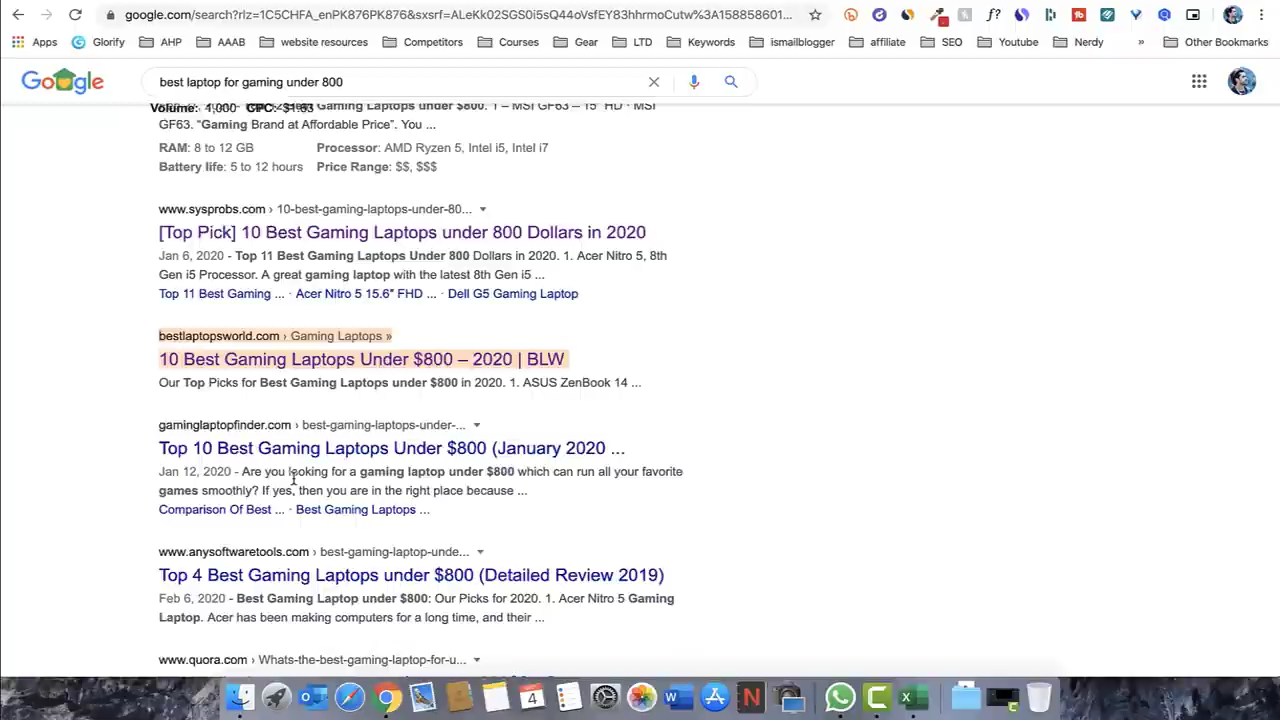 google.com/search?rlz=1C5CHFA_enPK876PK876&sxsrf=ALeKk02SGS0i5sQ44oVsfEY83hhrmoCutw%3A158858601...
Apps Glorify AHP AAAB website resources Competitors Courses Gear LTD Keywords ismailblogger affiliate SEO Youtube Nerdy » Other Bookmarks
Google best laptop for gaming under 800
Gaming Laptops under $800. 1 – MSI GF63 – 15" HD · MSI
GF63. “Gaming Brand at Affordable Price”. You ...
RAM: 8 to 12 GB Processor: AMD Ryzen 5, Intel i5, Intel i7
Battery life: 5 to 12 hours Price Range: $$, $$$
www.sysprobs.com › 10-best-gaming-laptops-under-80...
[Top Pick] 10 Best Gaming Laptops under 800 Dollars in 2020
Jan 6, 2020 - Top 11 Best Gaming Laptops Under 800 Dollars in 2020. 1. Acer Nitro 5, 8th
Gen i5 Processor. A great gaming laptop with the latest 8th Gen i5 ...
Top 11 Best Gaming ... · Acer Nitro 5 15.6" FHD ... · Dell G5 Gaming Laptop
bestlaptopsworld.com › Gaming Laptops »
10 Best Gaming Laptops Under $800 – 2020 | BLW
Our Top Picks for Best Gaming Laptops under $800 in 2020. 1. ASUS ZenBook 14 ...
gaminglaptopfinder.com › best-gaming-laptops-under-...
Top 10 Best Gaming Laptops Under $800 (January 2020 ...
Jan 12, 2020 - Are you looking for a gaming laptop under $800 which can run all your favorite
games smoothly? If yes, then you are in the right place because ...
Comparison Of Best ... · Best Gaming Laptops ...
www.anysoftwaretools.com › best-gaming-laptop-unde...
Top 4 Best Gaming Laptops under $800 (Detailed Review 2019)
Feb 6, 2020 - Best Gaming Laptop under $800: Our Picks for 2020. 1. Acer Nitro 5 Gaming
Laptop. Acer has been making computers for a long time, and their ...
www.quora.com › Whats-the-best-gaming-laptop-for-u...